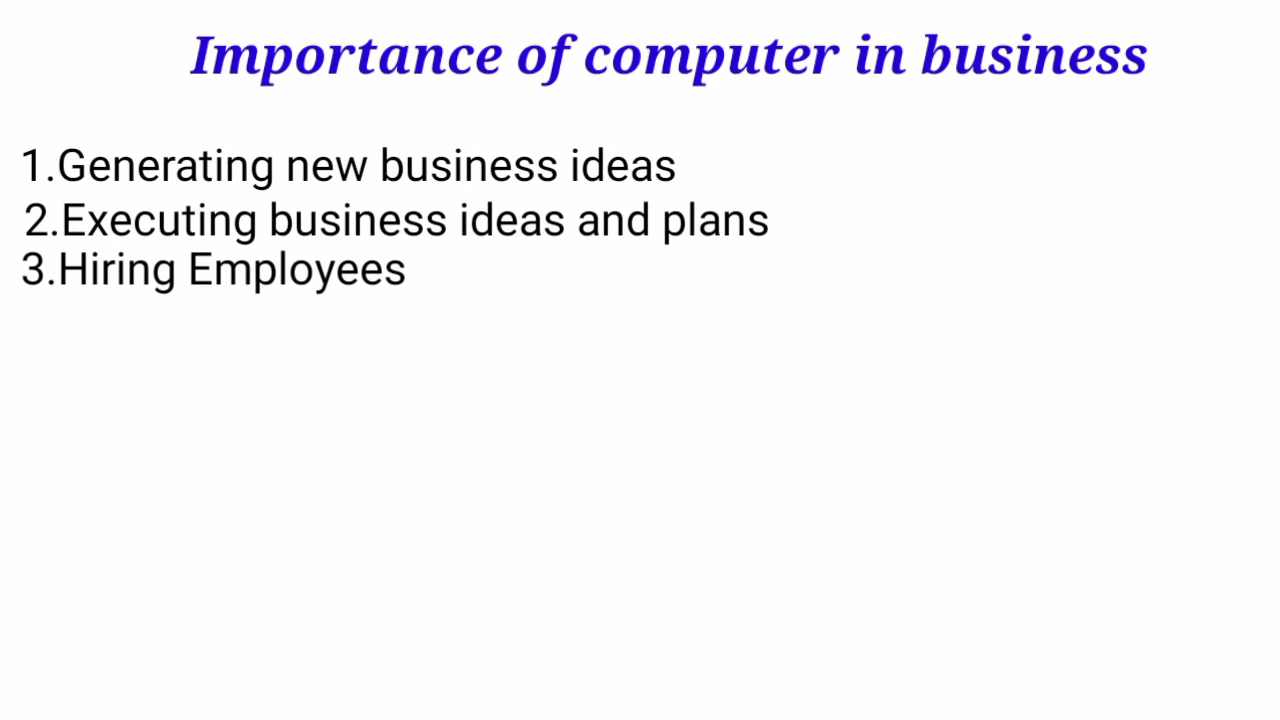 Importance of computer in business
1.Generating new business ideas
2.Executing business ideas and plans
3.Hiring Employees